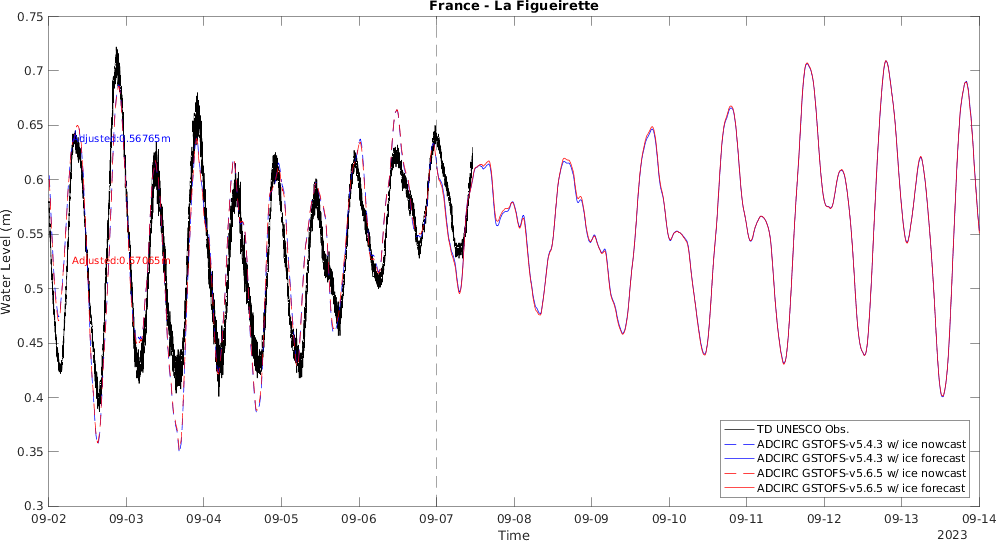 France - La Figueirette
0.75
0.7
0.65
0.6
0.55
0.5
0.45
0.4
0.35
0.3
Water Level (m)
Adjusted:0.56765m
Adjusted:0.57065m
TD UNESCO Obs.
ADCIRC GSTOFS-v5.4.3 w/ ice nowcast
ADCIRC GSTOFS-v5.4.3 w/ ice forecast
ADCIRC GSTOFS-v5.6.5 w/ ice nowcast
ADCIRC GSTOFS-v5.6.5 w/ ice forecast
09-02 09-03 09-04 09-05 09-06 09-07 09-08 09-09 09-10 09-11 09-12 09-13 09-14
Time
2023